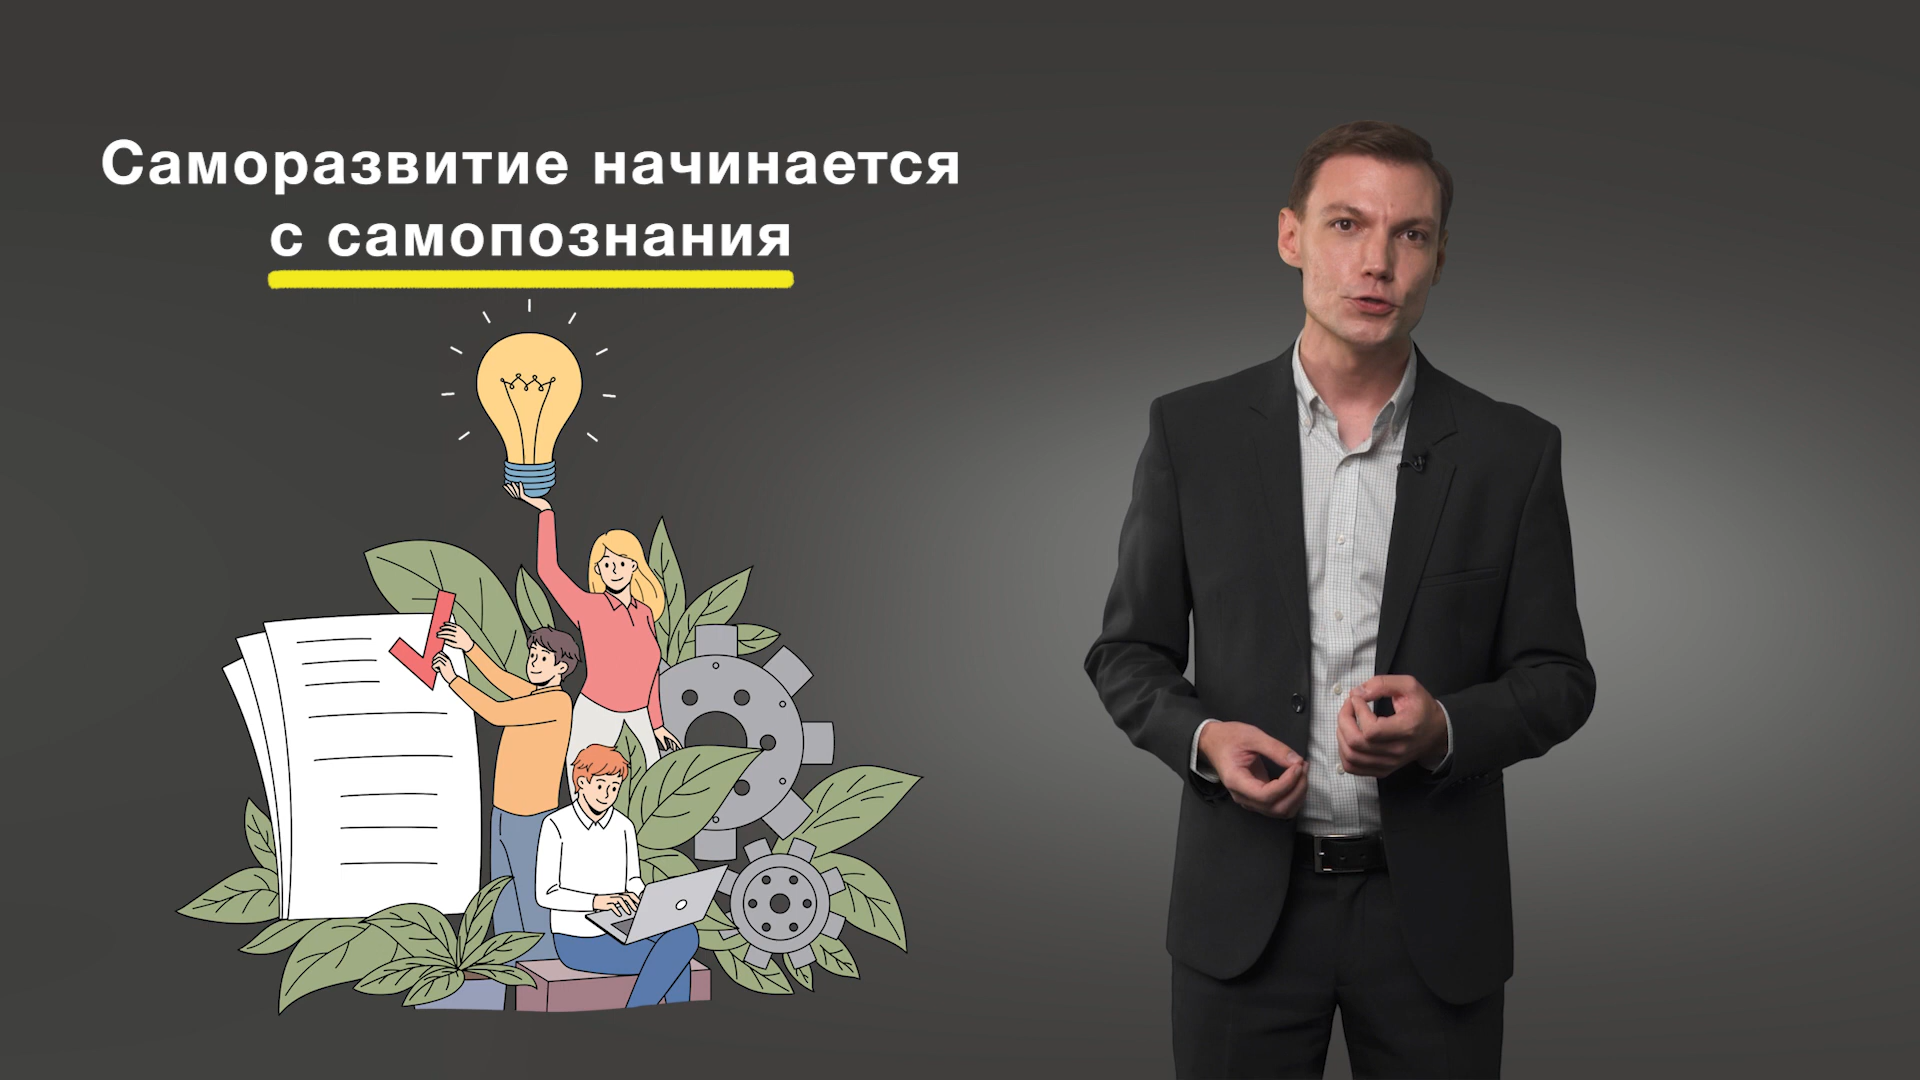 Саморазвитие начинается
с самопознания